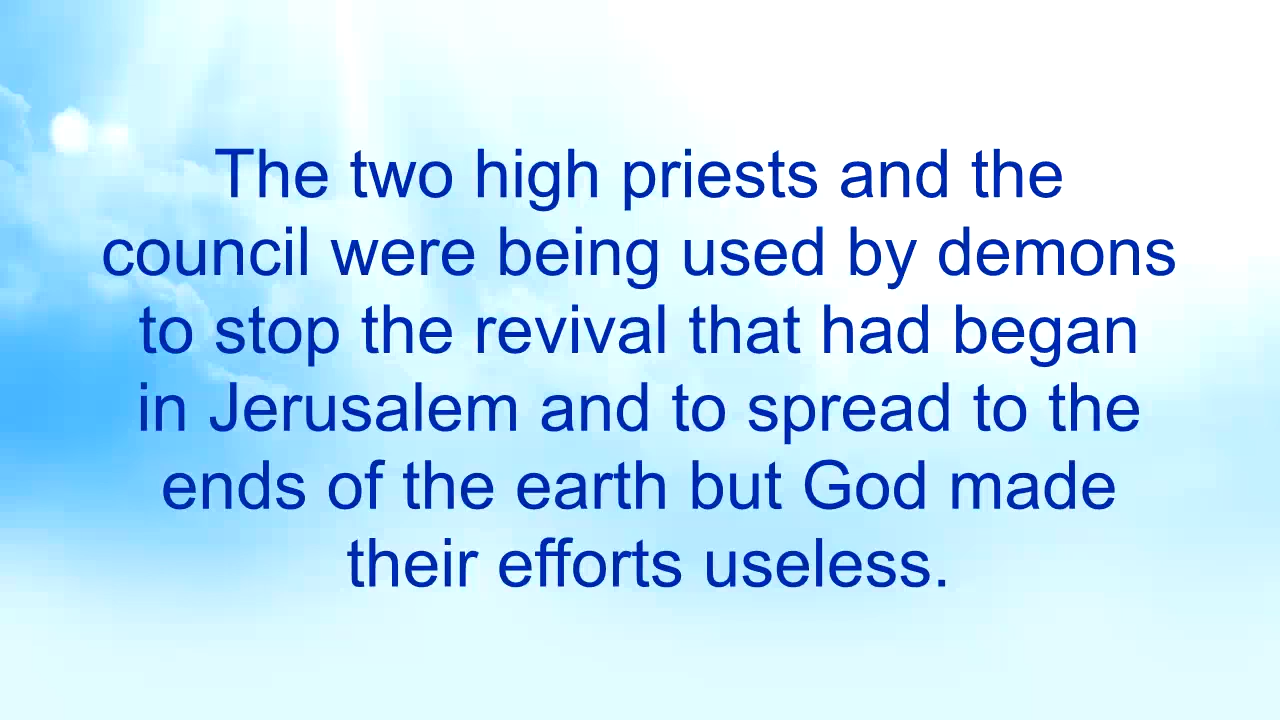 The two high priests and the
council were being used by demons
to stop the revival that had began
in Jerusalem and to spread to the
ends of the earth but God made
their efforts useless.